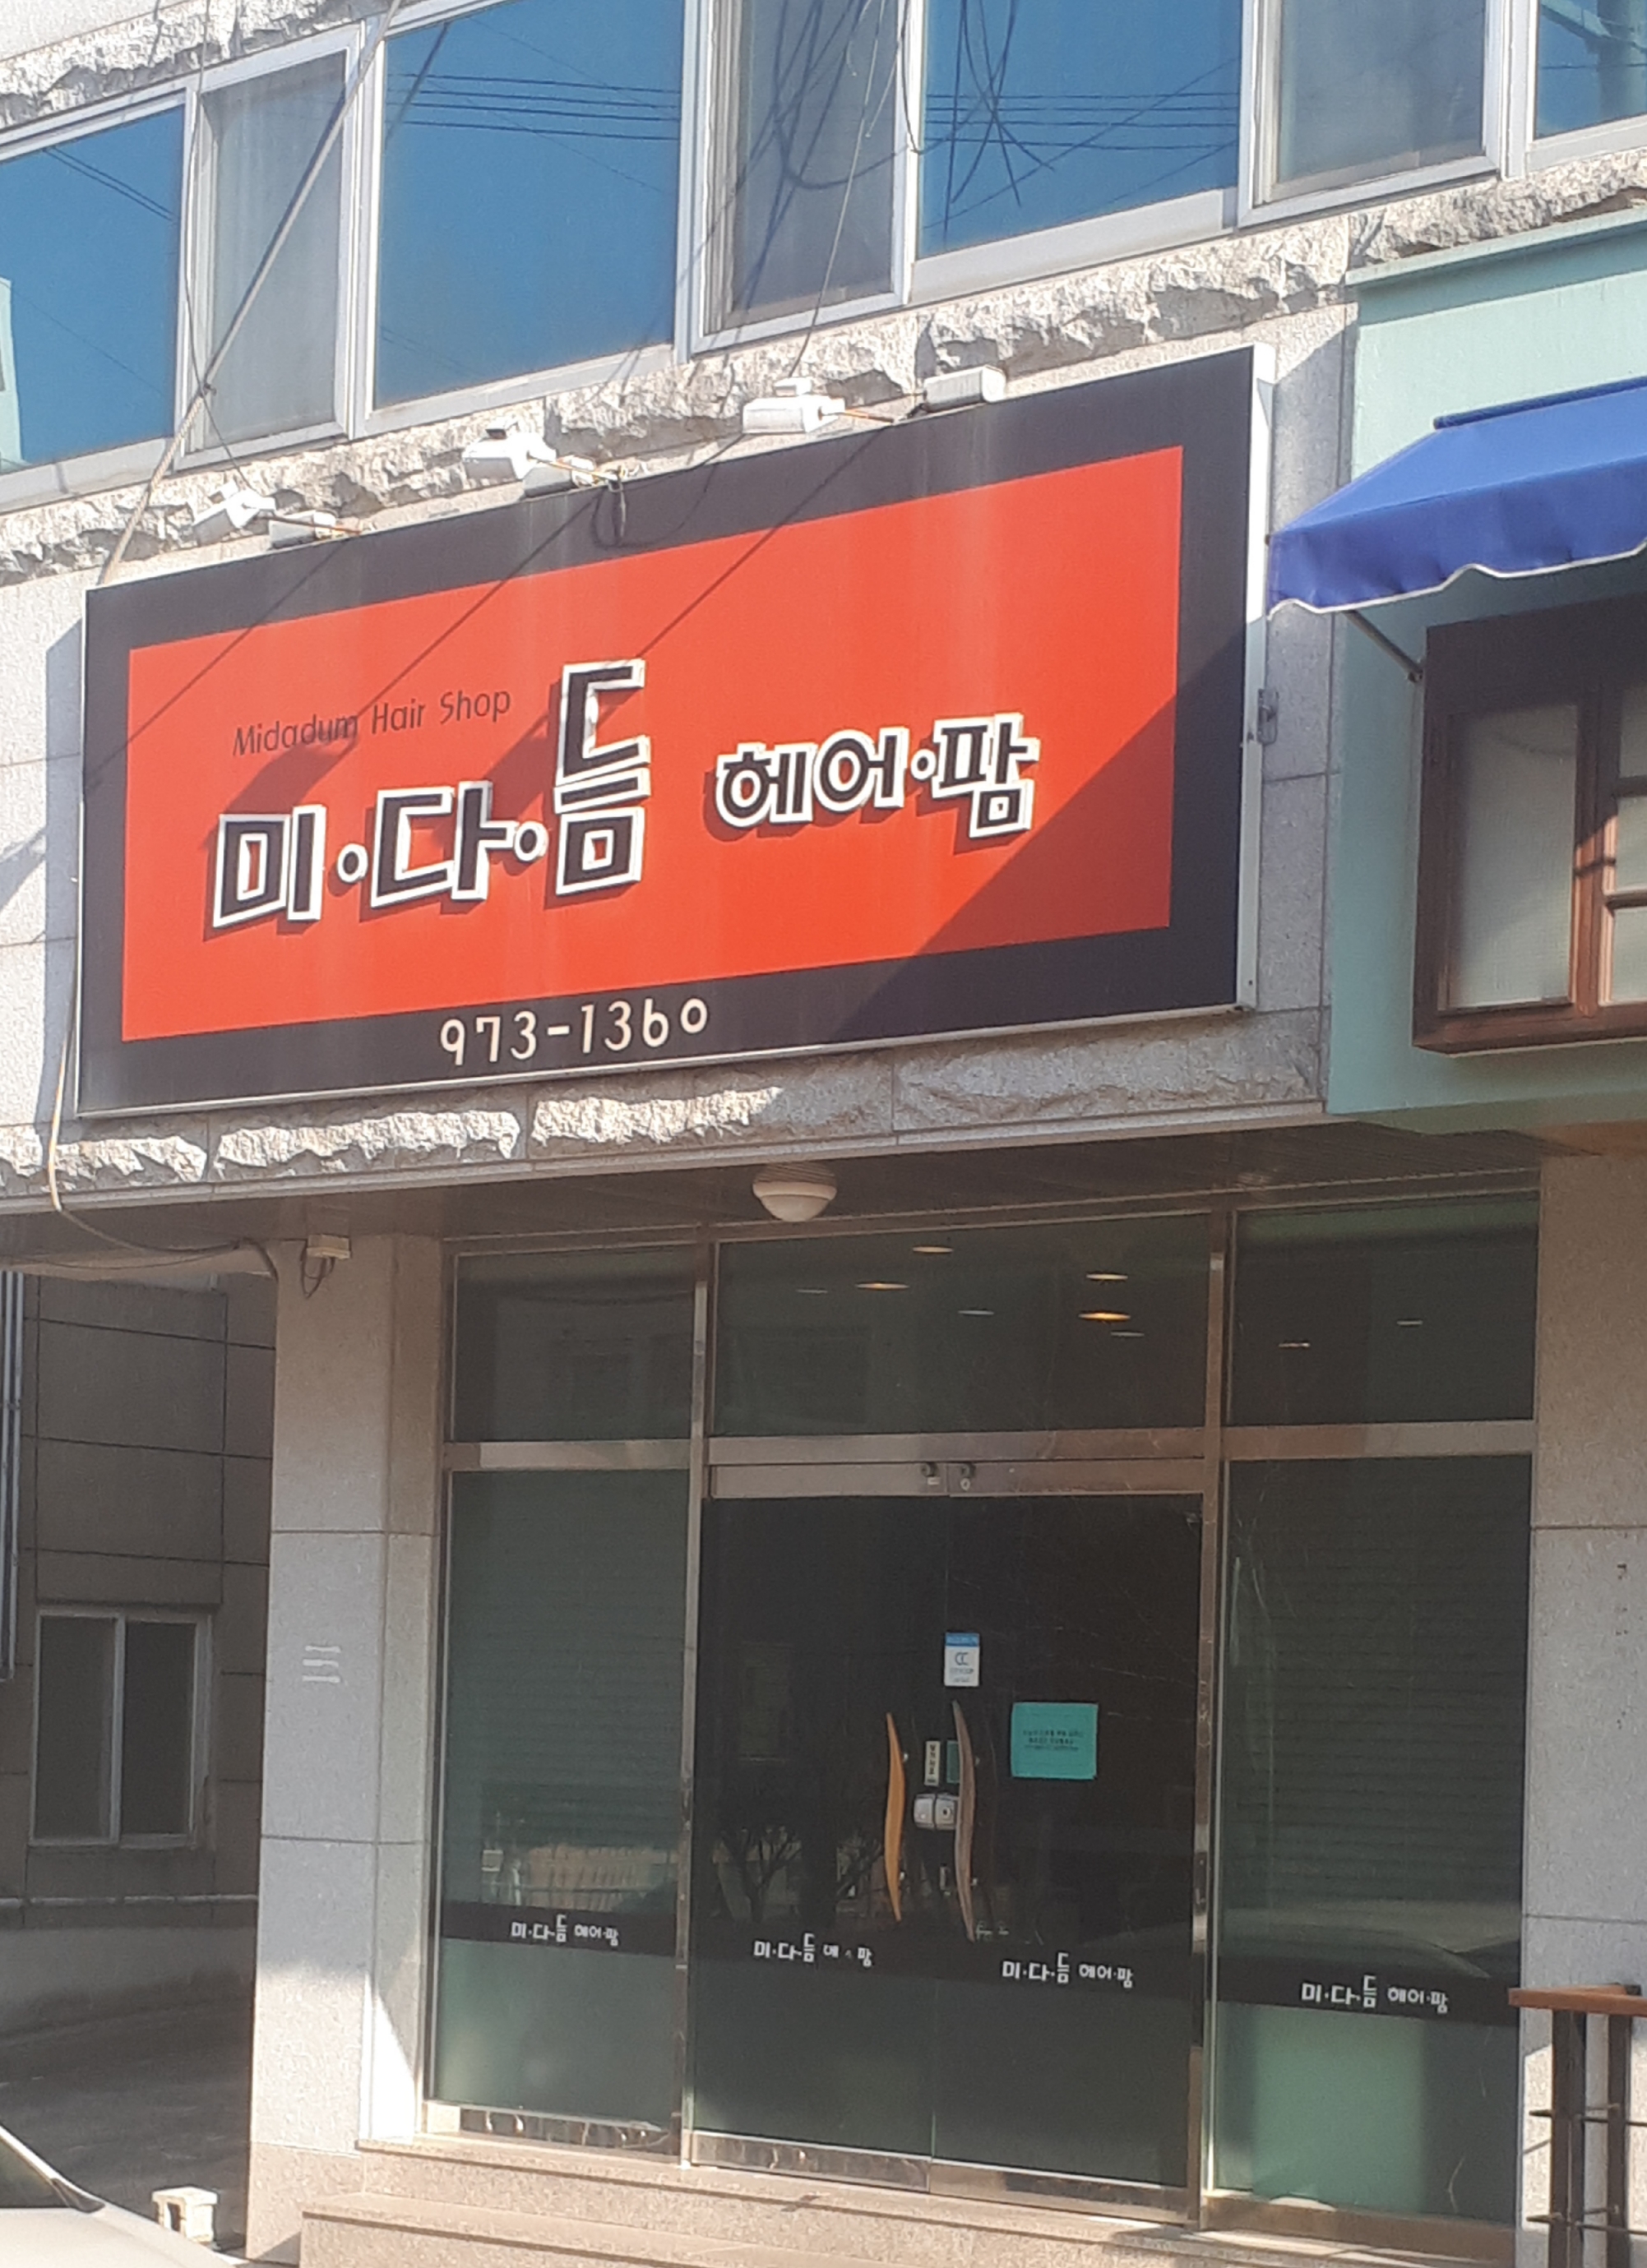 Midadum Hair Shop
미·다·듬 헤어·팜
973-1360
CC
미·다·듬 헤어·팜
미·다·듬 헤
팜
미·다·듬 헤어·팜
미·다·듬 헤어·팜